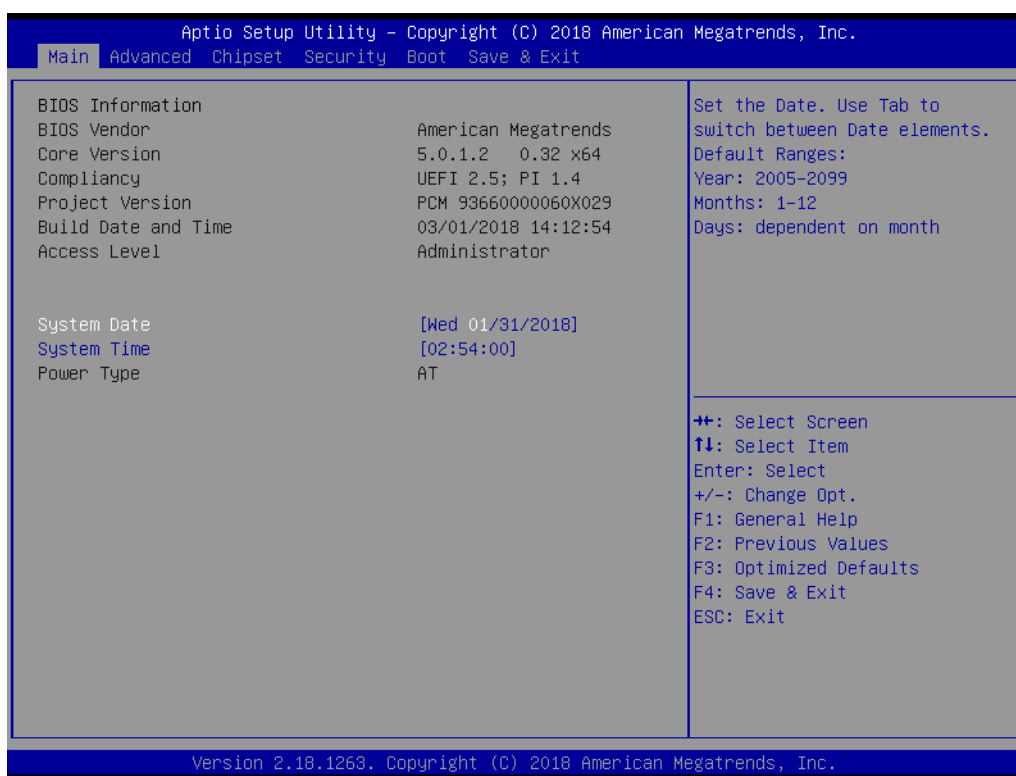 Aptio Setup Utility – Copyright (C) 2018 American Megatrends, Inc.
Main Advanced Chipset Security Boot Save & Exit
BIOS Information
BIOS Vendor American Megatrends
Core Version 5.0.1.2 0.32 x64
Compliancy UEFI 2.5; PI 1.4
Project Version PCM 93660000060X029
Build Date and Time 03/01/2018 14:12:54
Access Level Administrator
System Date [Wed 01/31/2018]
System Time [02:54:00]
Power Type AT
Set the Date. Use Tab to
switch between Date elements.
Default Ranges:
Year: 2005-2099
Months: 1-12
Days: dependent on month
→←: Select Screen
↑↓: Select Item
Enter: Select
+/-: Change Opt.
F1: General Help
F2: Previous Values
F3: Optimized Defaults
F4: Save & Exit
ESC: Exit
Version 2.18.1263. Copyright (C) 2018 American Megatrends, Inc.